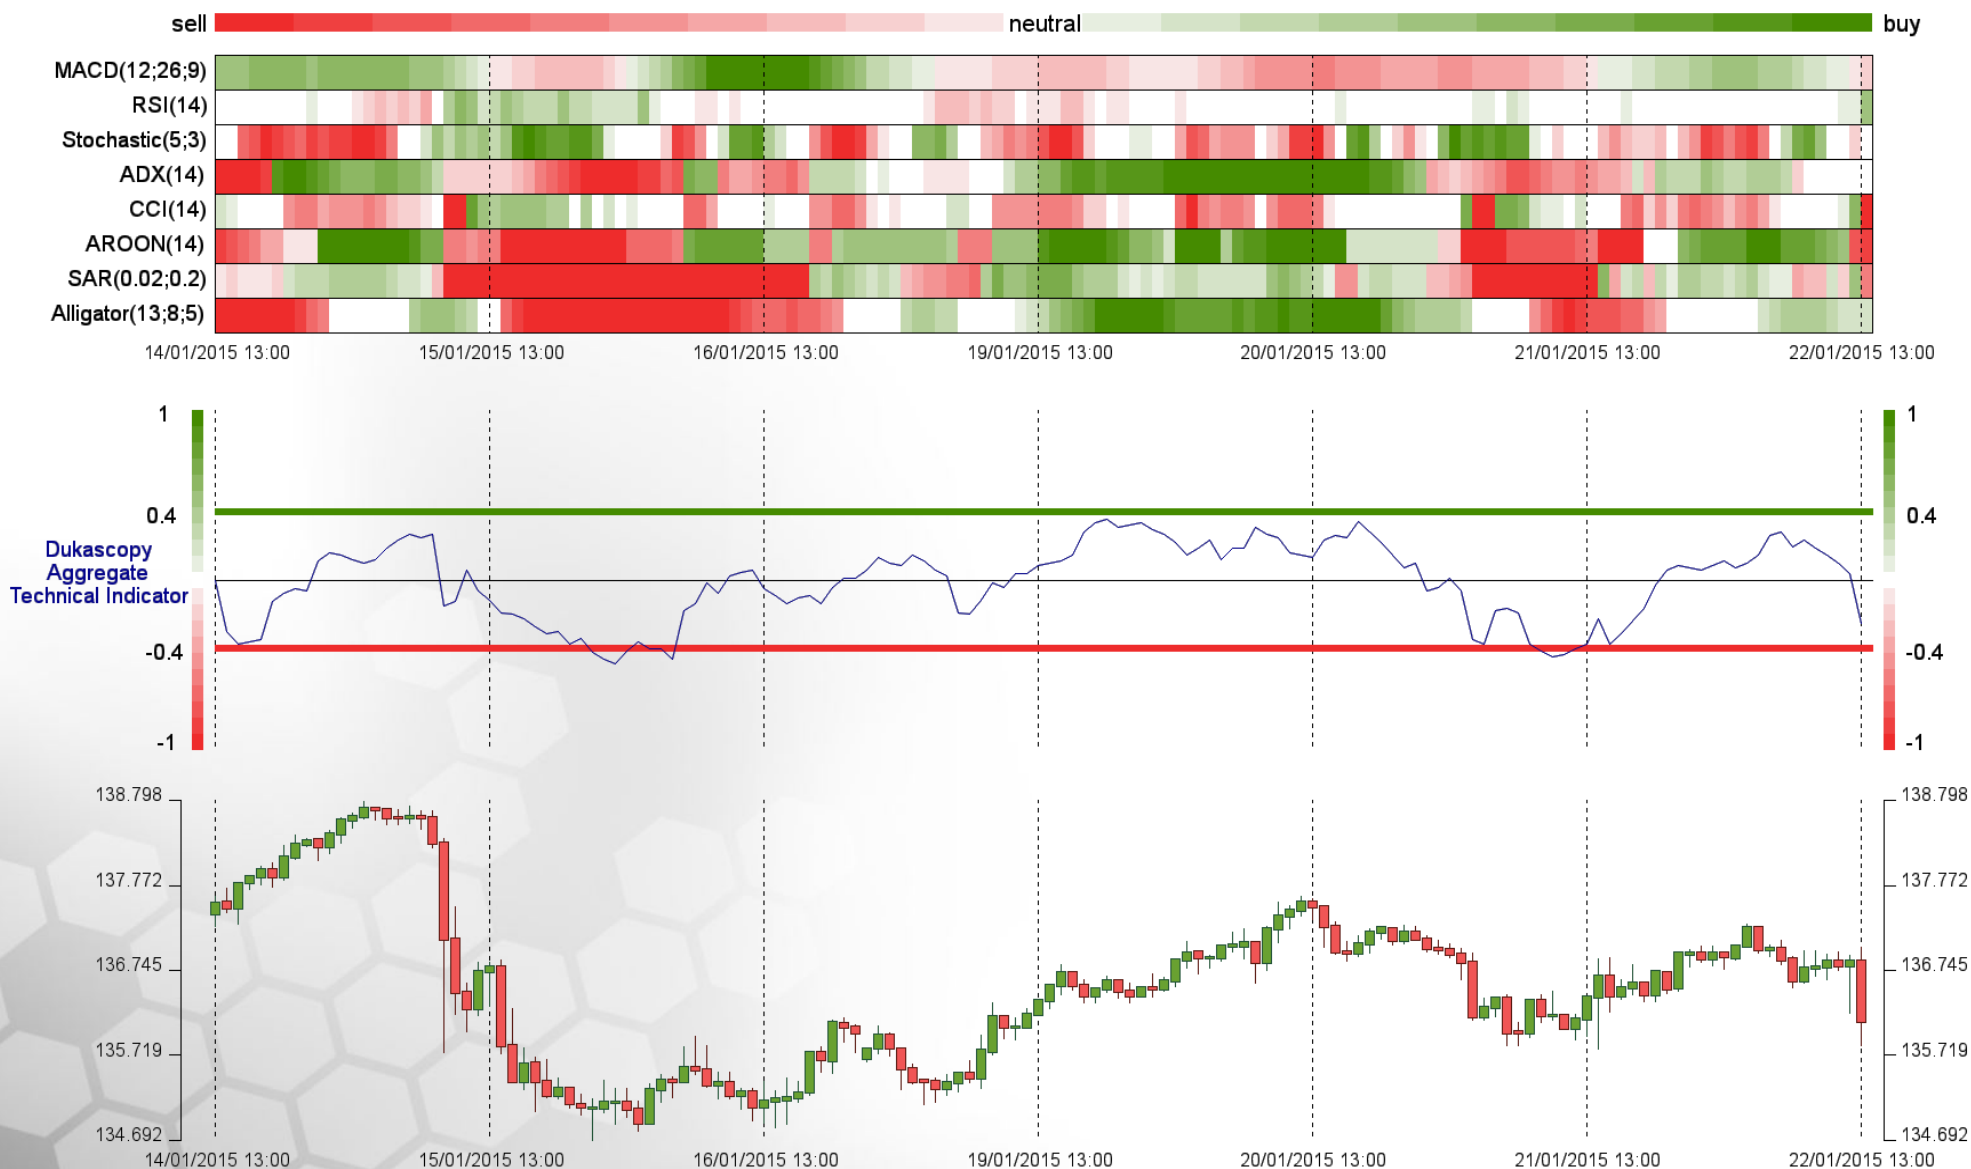 sell neutral buy
MACD(12;26;9)
RSI(14)
Stochastic(5;3)
ADX(14)
CCI(14)
AROON(14)
SAR(0.02;0.2)
Alligator(13;8;5)
14/01/2015 13:00 15/01/2015 13:00 16/01/2015 13:00 19/01/2015 13:00 20/01/2015 13:00 21/01/2015 13:00 22/01/2015 13:00
1 1
0.4 0.4
Dukascopy
Aggregate
Technical Indicator
-0.4 -0.4
-1 -1
138.798 138.798
137.772 137.772
136.745 136.745
135.719 135.719
134.692 134.692
14/01/2015 13:00 15/01/2015 13:00 16/01/2015 13:00 19/01/2015 13:00 20/01/2015 13:00 21/01/2015 13:00 22/01/2015 13:00